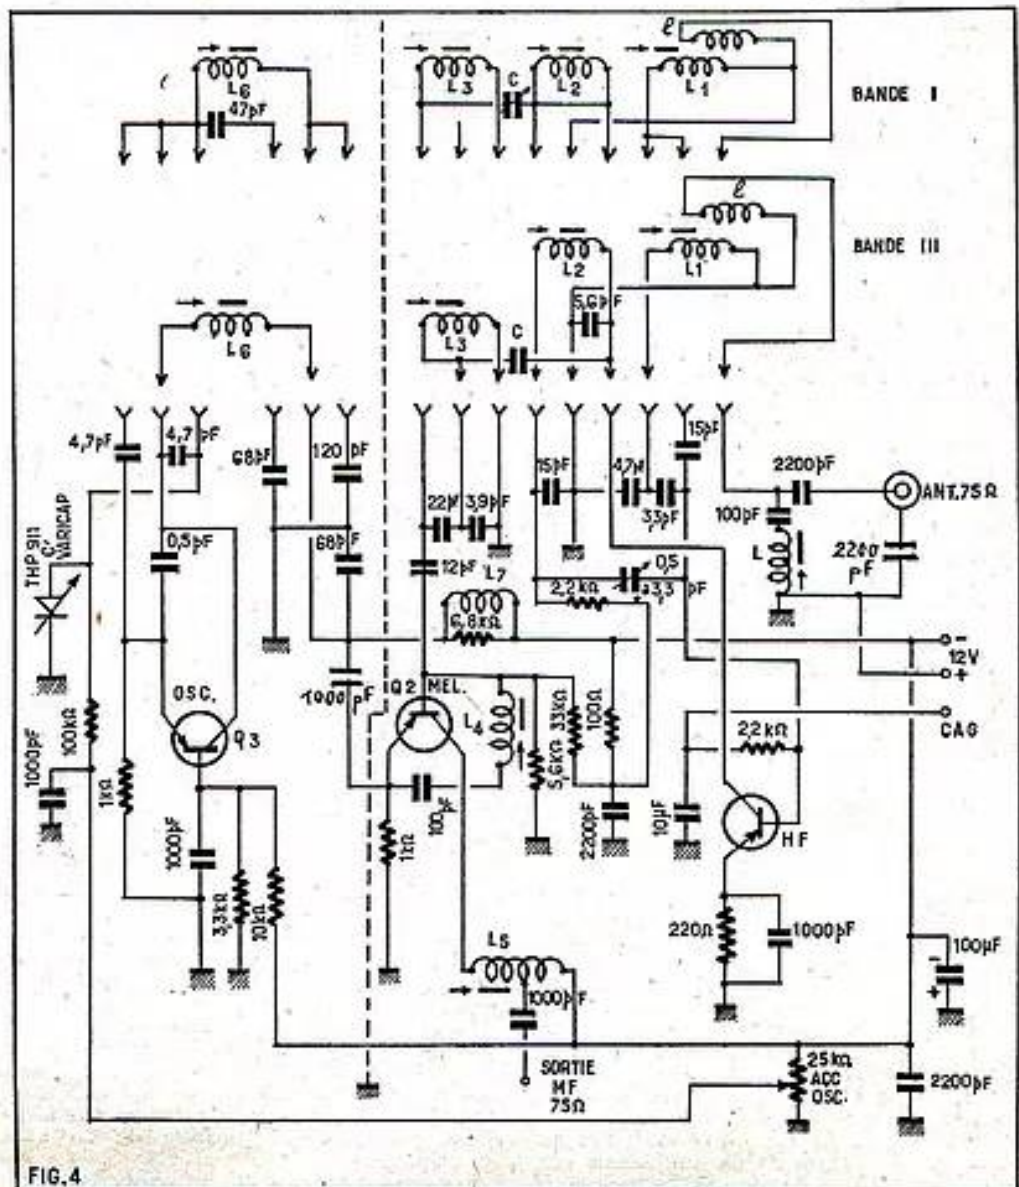 ℓ
L6
47pF
L3
C
L2
L1
BANDE I
ℓ
BANDE III
L2
L1
5,6pF
L6
L3
C
4,7pF
4,7pF
68pF
120pF
15pF
15pF
4,7pF
33pF
2200pF
ANT.75Ω
100pF
22pF
3,9pF
THP 911
C'
VARICAP
0,5pF
68pF
12pF
L7
0,5
3,3pF
2,2kΩ
L
2200
pF
6,8kΩ
-
12V
+
OSC.
Q3
1000pF
Q2 MEL.
L4
33kΩ
100Ω
5,6kΩ
CAG
2,2kΩ
1000pF
100kΩ
1kΩ
1000pF
3,3kΩ
10kΩ
100pF
1kΩ
2200pF
10µF
HF
220Ω
1000pF
100µF
-
+
L5
1000pF
SORTIE
MF
75Ω
25kΩ
ACC
OSC.
2200pF
FIG.4